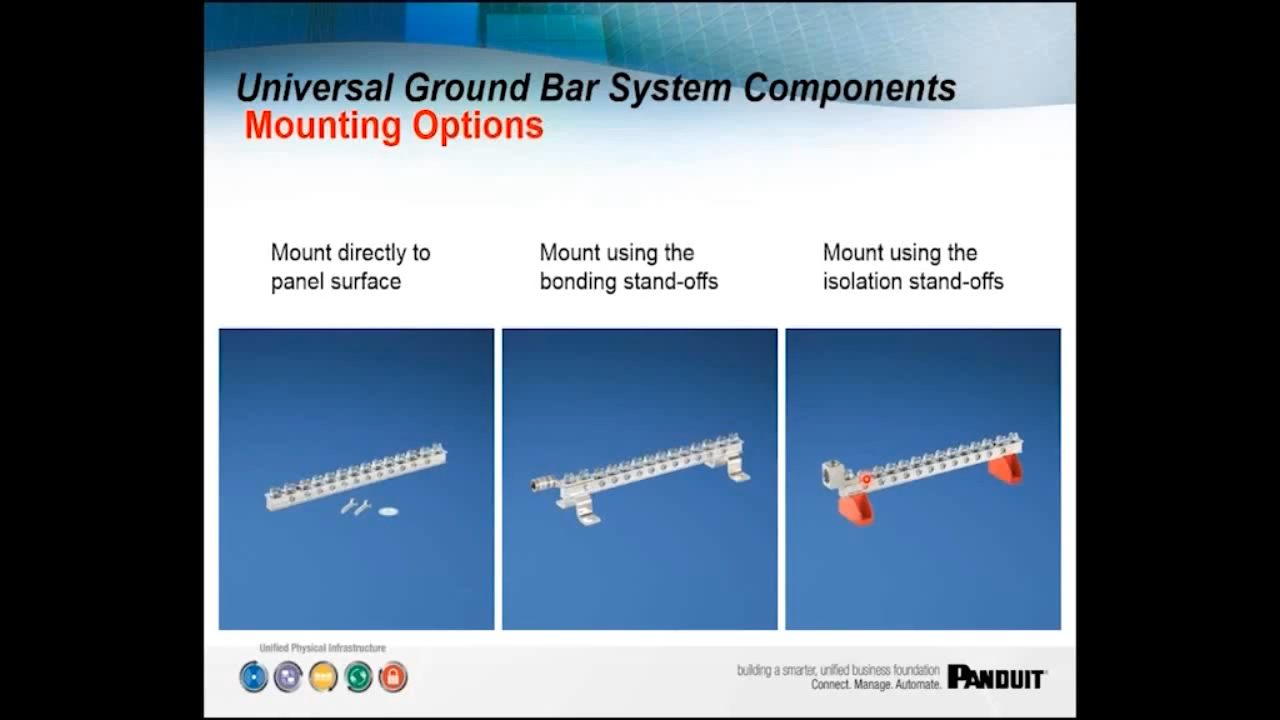 Universal Ground Bar System Components
Mounting Options
Mount directly to
panel surface
Mount using the
bonding stand-offs
Mount using the
isolation stand-offs
Unified Physical Infrastructure
building a smarter, unified business foundation
Connect. Manage. Automate.
PANDUIT